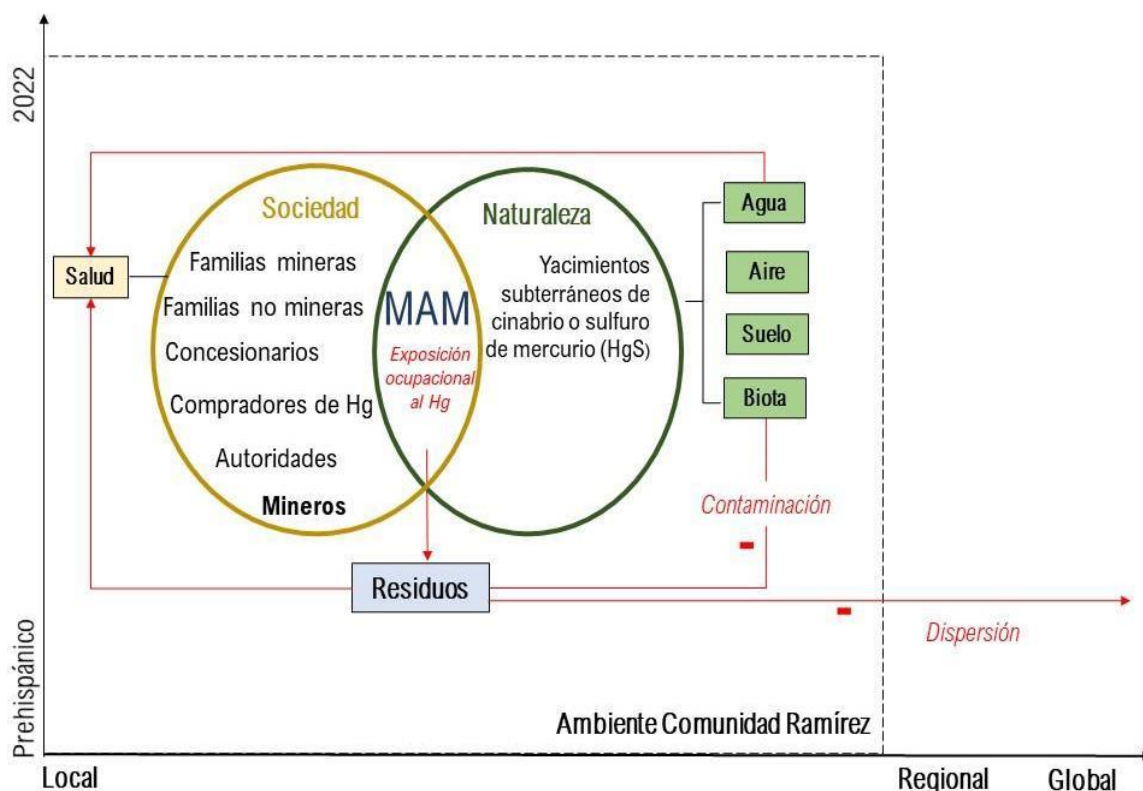 2022
Prehispánico
Sociedad
Familias mineras
Familias no mineras
Concesionarios
Compradores de Hg
Autoridades
Mineros
Salud
MAM
Exposición
ocupacional
al Hg
Naturaleza
Yacimientos
subterráneos de
cinabrio o sulfuro
de mercurio (HgS)
Agua
Aire
Suelo
Biota
Contaminación
-
Residuos
-
Dispersión
Ambiente Comunidad Ramírez
Local
Regional
Global